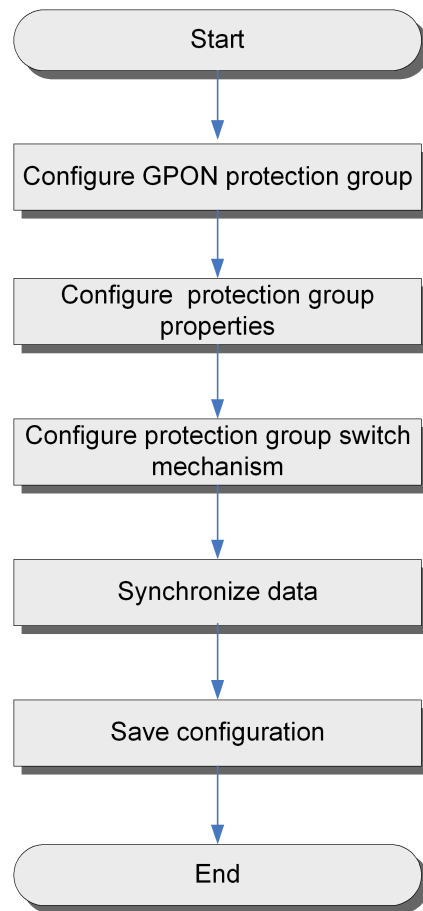 Start
Configure GPON protection group
Configure protection group
properties
Configure protection group switch
mechanism
Synchronize data
Save configuration
End